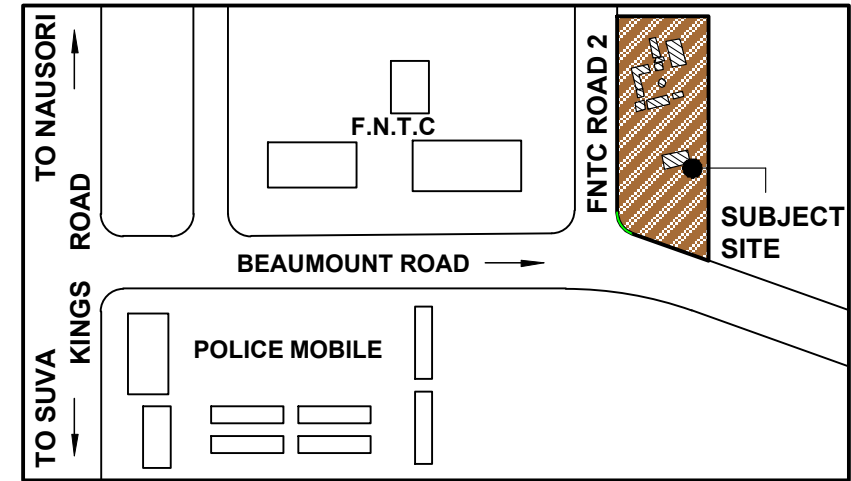 TO NAUSORI
KINGS ROAD
TO SUVA
F.N.T.C
FNTC ROAD 2
SUBJECT
SITE
BEAUMOUNT ROAD
POLICE MOBILE